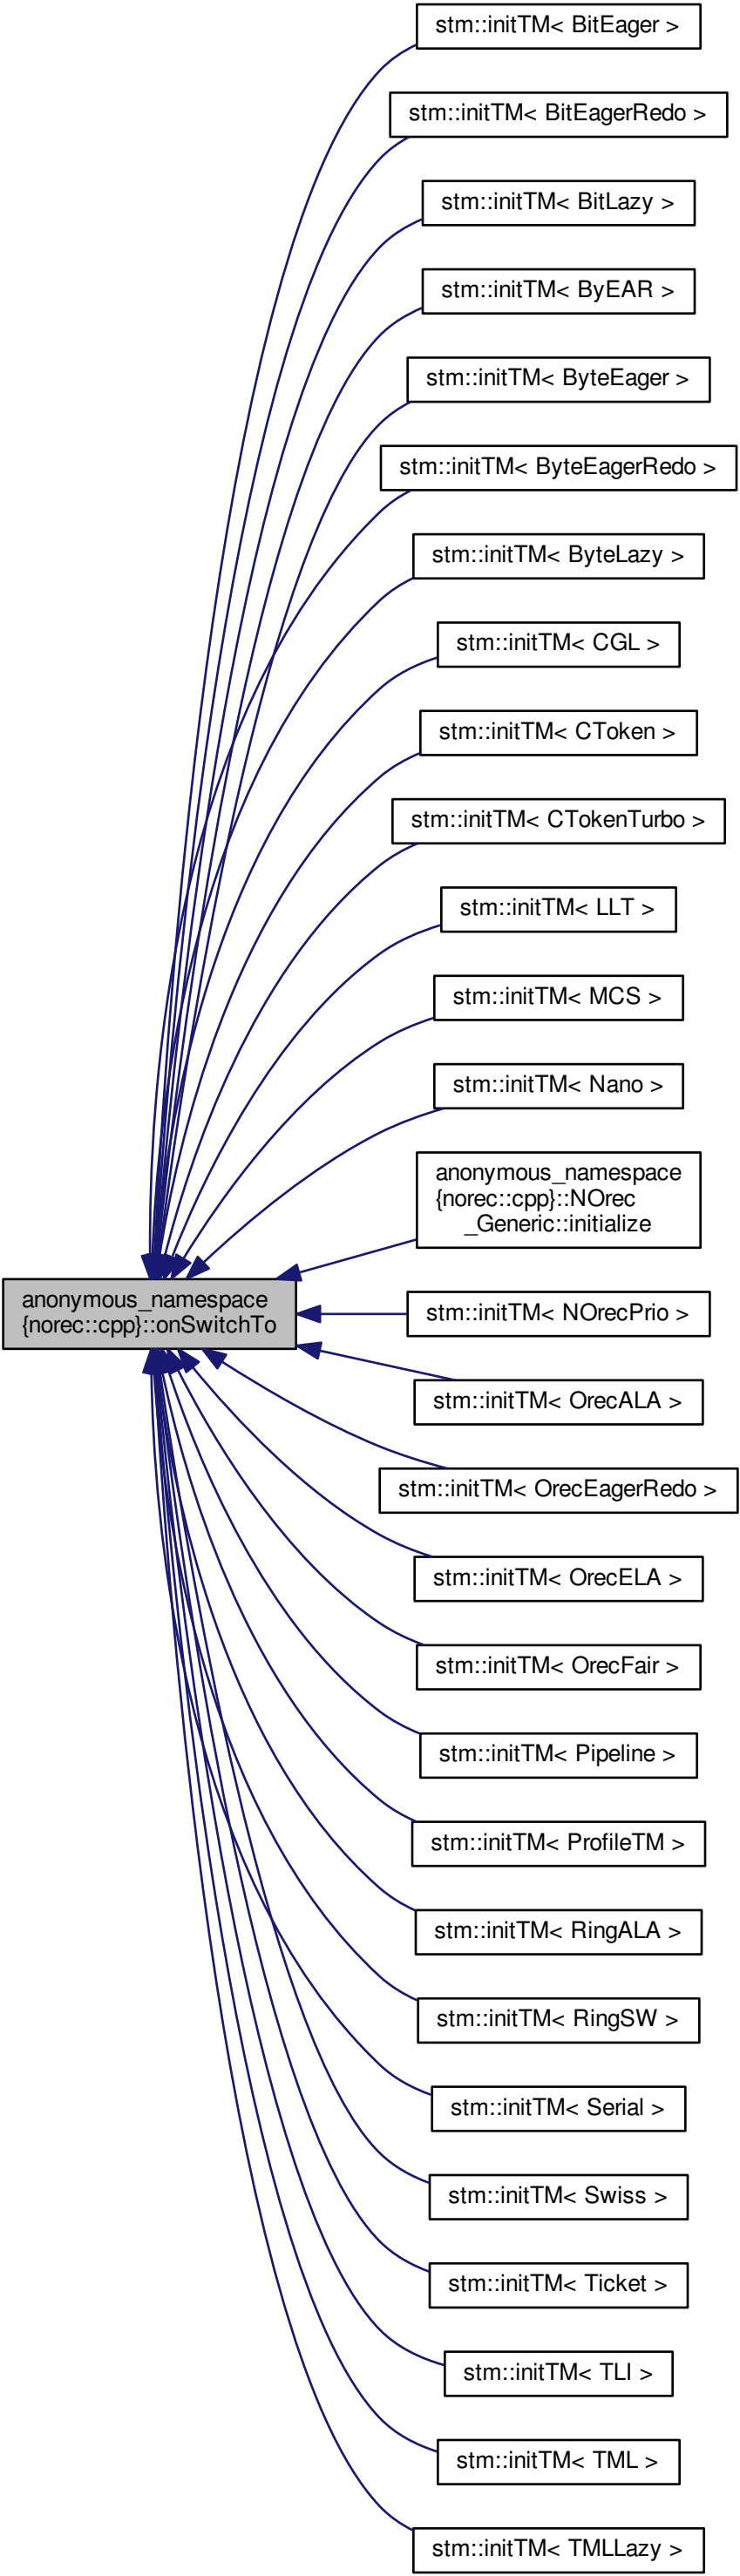 stm::initTM< BitEager >
stm::initTM< BitEagerRedo >
stm::initTM< BitLazy >
stm::initTM< ByEAR >
stm::initTM< ByteEager >
stm::initTM< ByteEagerRedo >
stm::initTM< ByteLazy >
stm::initTM< CGL >
stm::initTM< CToken >
stm::initTM< CTokenTurbo >
stm::initTM< LLT >
stm::initTM< MCS >
stm::initTM< Nano >
anonymous_namespace
{norec::cpp}::NOrec
_Generic::initialize
anonymous_namespace
{norec::cpp}::onSwitchTo
stm::initTM< NOrecPrio >
stm::initTM< OrecALA >
stm::initTM< OrecEagerRedo >
stm::initTM< OrecELA >
stm::initTM< OrecFair >
stm::initTM< Pipeline >
stm::initTM< ProfileTM >
stm::initTM< RingALA >
stm::initTM< RingSW >
stm::initTM< Serial >
stm::initTM< Swiss >
stm::initTM< Ticket >
stm::initTM< TLI >
stm::initTM< TML >
stm::initTM< TMLLazy >